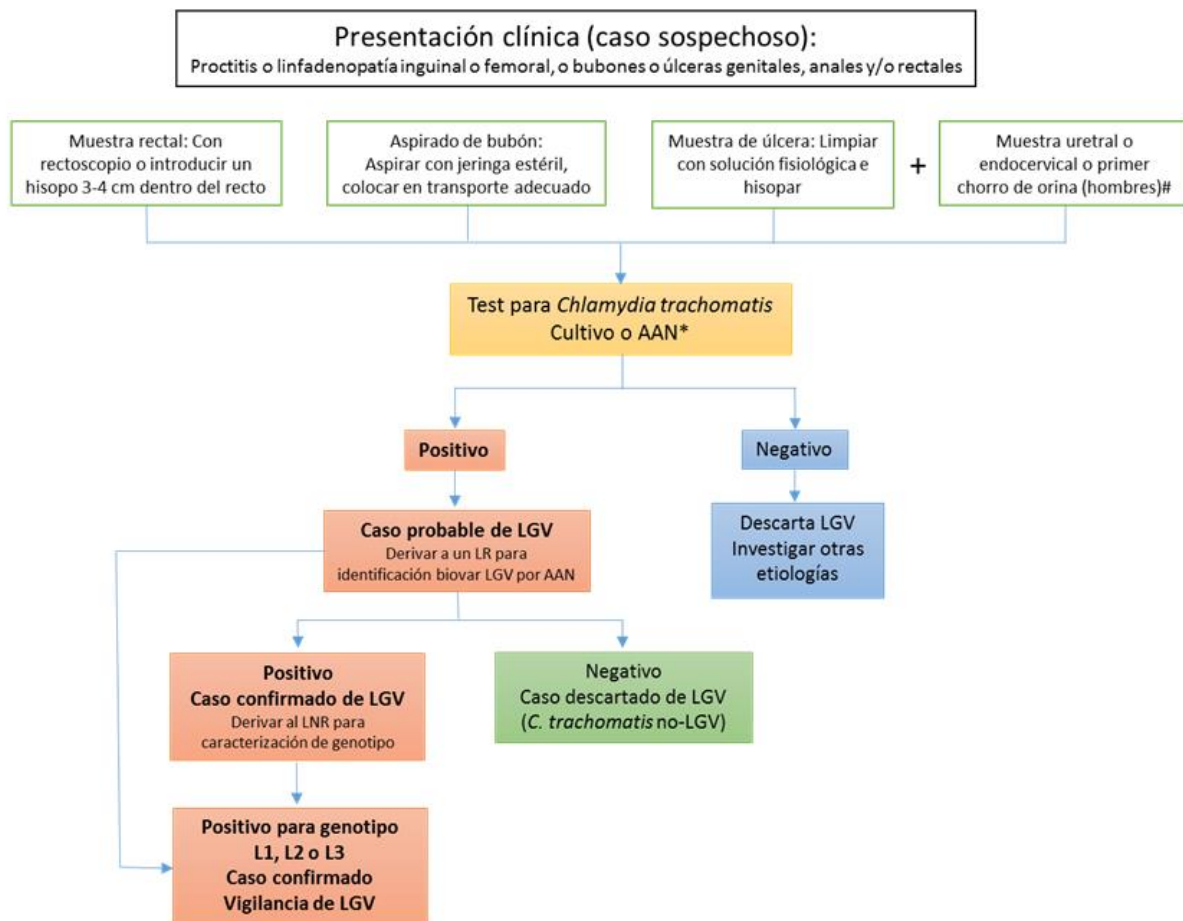 Presentación clínica (caso sospechoso):
Proctitis o linfadenopatía inguinal o femoral, o bubones o úlceras genitales, anales y/o rectales
Muestra rectal: Con
rectoscopio o introducir un
hisopo 3-4 cm dentro del recto
Aspirado de bubón:
Aspirar con jeringa estéril,
colocar en transporte adecuado
Muestra de úlcera: Limpiar
con solución fisiológica e
hisopar
+
Muestra uretral o
endocervical o primer
chorro de orina (hombres)#
Test para Chlamydia trachomatis
Cultivo o AAN*
Positivo
Negativo
Caso probable de LGV
Derivar a un LR para
identificación biovar LGV por AAN
Descarta LGV
Investigar otras
etiologías
Positivo
Caso confirmado de LGV
Derivar al LNR para
caracterización de genotipo
Negativo
Caso descartado de LGV
(C. trachomatis no-LGV)
Positivo para genotipo
L1, L2 o L3
Caso confirmado
Vigilancia de LGV